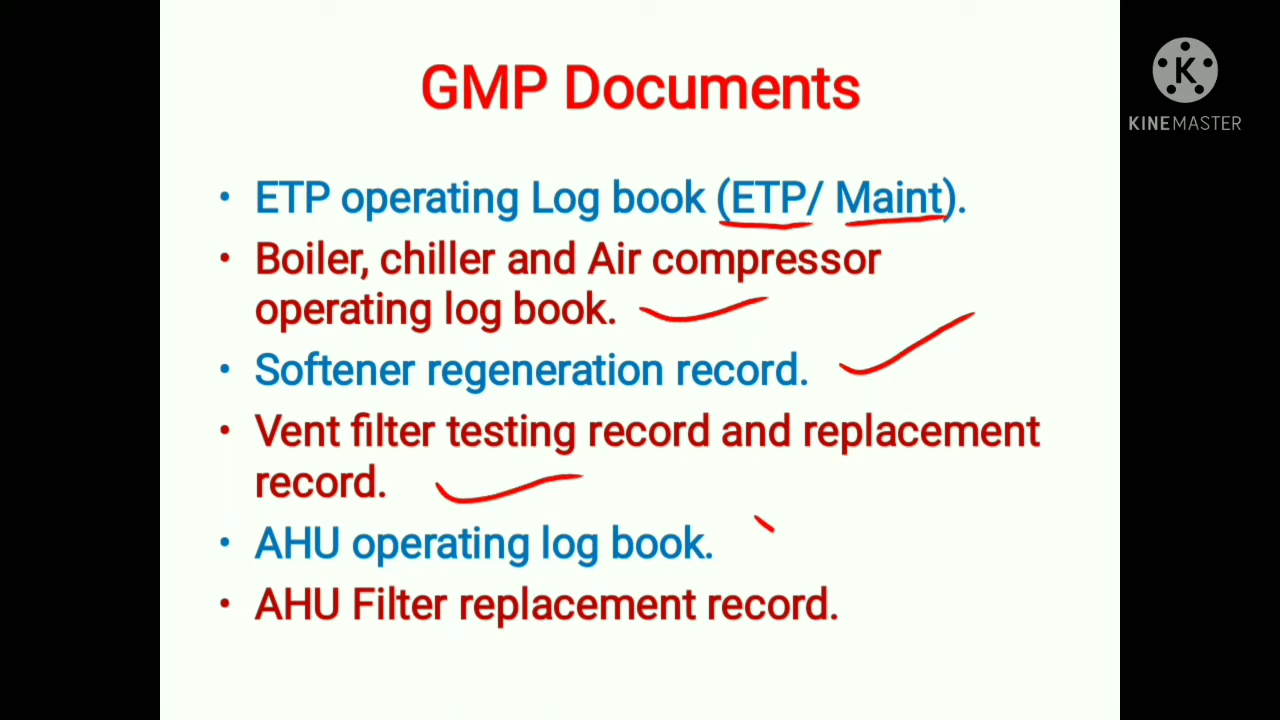 GMP Documents
K
KINEMASTER
• ETP operating Log book (ETP/ Maint).
• Boiler, chiller and Air compressor
operating log book.
• Softener regeneration record.
• Vent filter testing record and replacement
record.
• AHU operating log book.
• AHU Filter replacement record.